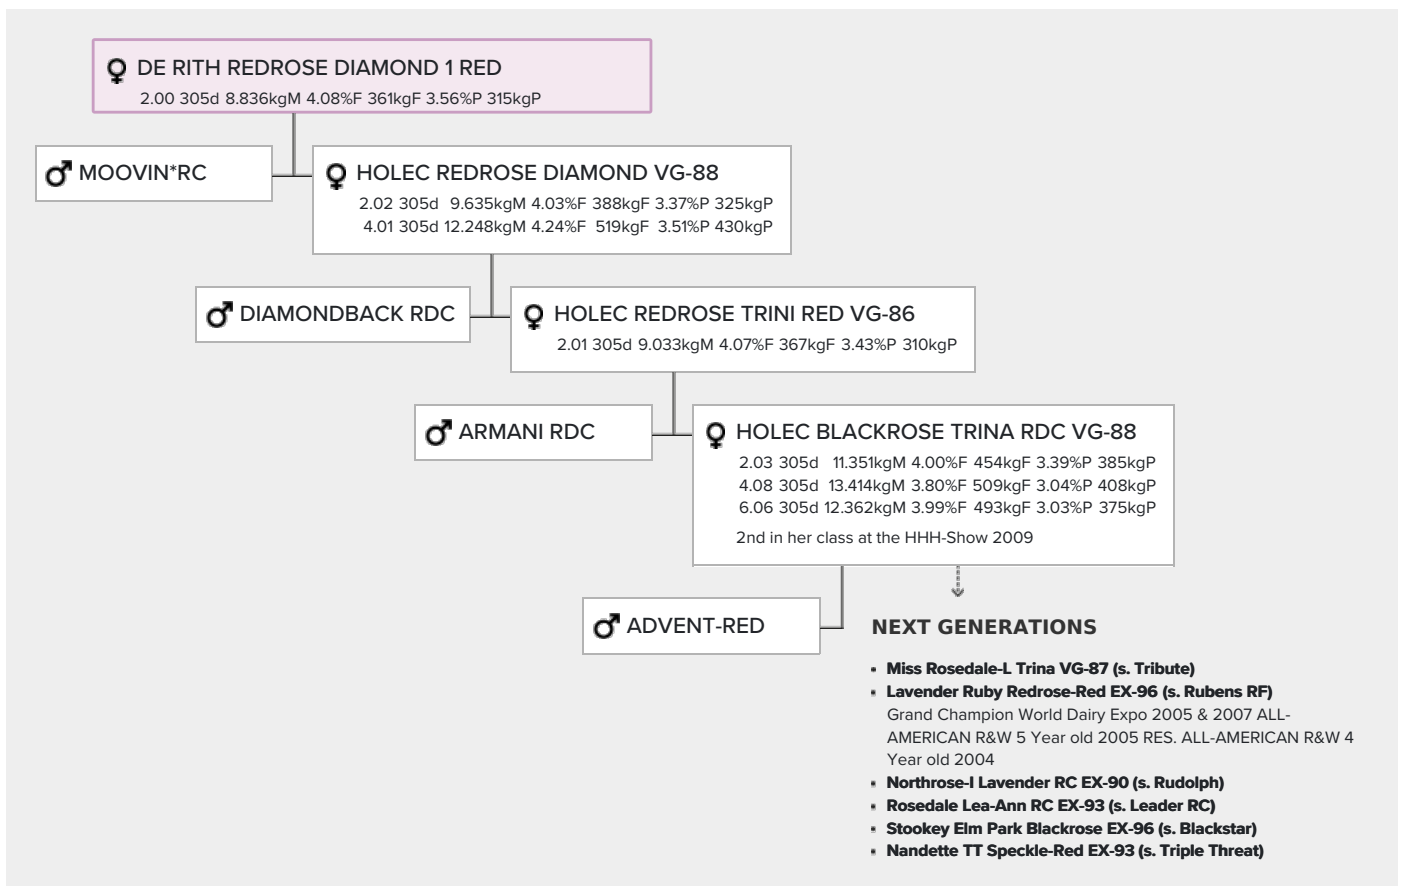 DE RITH REDROSE DIAMOND 1 RED
2.00 305d 8.836kgM 4.08%F 361kgF 3.56%P 315kgP
MOOVIN*RC
HOLEC REDROSE DIAMOND VG-88
2.02 305d 9.635kgM 4.03%F 388kgF 3.37%P 325kgP
4.01 305d 12.248kgM 4.24%F 519kgF 3.51%P 430kgP
DIAMONDBACK RDC
HOLEC REDROSE TRINI RED VG-86
2.01 305d 9.033kgM 4.07%F 367kgF 3.43%P 310kgP
ARMANI RDC
HOLEC BLACKROSE TRINA RDC VG-88
2.03 305d 11.351kgM 4.00%F 454kgF 3.39%P 385kgP
4.08 305d 13.414kgM 3.80%F 509kgF 3.04%P 408kgP
6.06 305d 12.362kgM 3.99%F 493kgF 3.03%P 375kgP
2nd in her class at the HHH-Show 2009
ADVENT-RED
NEXT GENERATIONS
Miss Rosedale-L Trina VG-87 (s. Tribute)
Lavender Ruby Redrose-Red EX-96 (s. Rubens RF)
Grand Champion World Dairy Expo 2005 & 2007 ALL-
AMERICAN R&W 5 Year old 2005 RES. ALL-AMERICAN R&W 4
Year old 2004
Northrose-I Lavender RC EX-90 (s. Rudolph)
Rosedale Lea-Ann RC EX-93 (s. Leader RC)
Stookey Elm Park Blackrose EX-96 (s. Blackstar)
Nandette TT Speckle-Red EX-93 (s. Triple Threat)